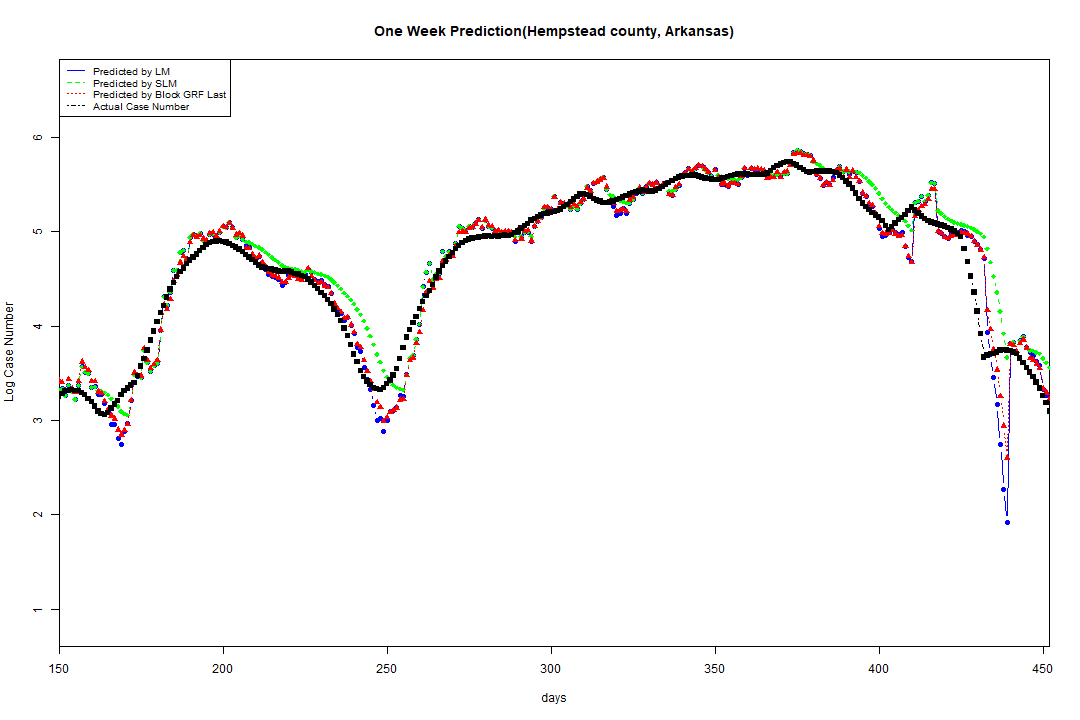 One Week Prediction(Hempstead county, Arkansas)
Predicted by LM
Predicted by SLM
Predicted by Block GRF Last
Actual Case Number
Log Case Number
6
5
4
3
2
1
150 200 250 300 350 400 450
days